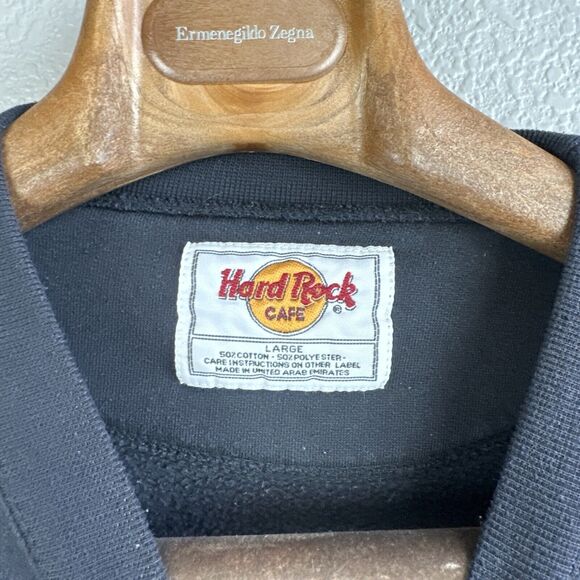 Ermenegildo Zegna
Hard Rock
CAFE ®
LARGE
50% COTTON - 50% POLYESTER -
CARE INSTRUCTIONS ON OTHER LABEL
MADE IN UNITED ARAB EMIRATES